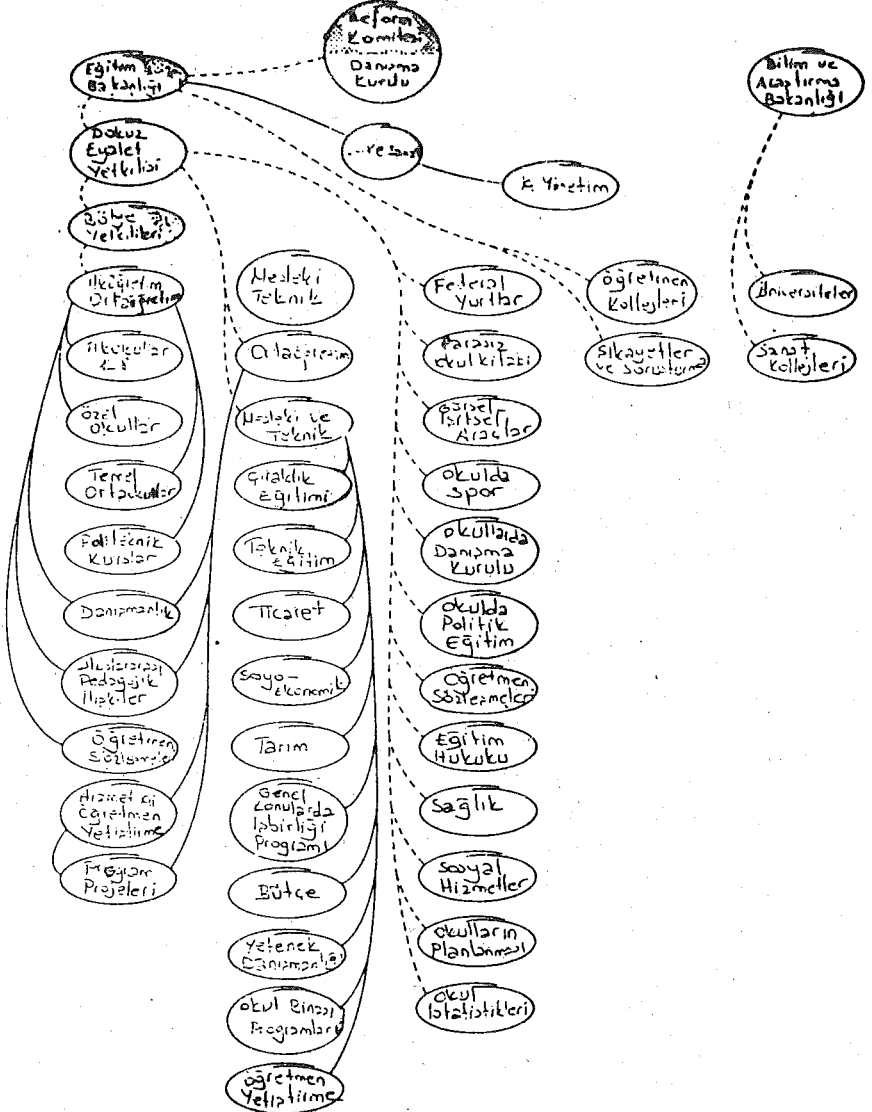 Reform
Komitesi
Danışma
Kurulu
Eğitim
Bakanlığı
Bilim ve
Araştırma
Bakanlığı
Dokuz
Eyalet
Yetkilisi
K. Yönetim
Bölge
Yetkilileri
İlköğretim
Ortaöğretim
Mesleki
Teknik
Federal
Yurtlar
Öğretmen
Kollejleri
Üniversiteler
İlkokullar
Ortaöğretim
Parasız
Okul kitabı
Şikayetler
ve Soruşturma
Sanat
Kollejleri
Özel
Okullar
Mesleki ve
Teknik
Görsel
İşitsel
Araçlar
Temel
Ortaokullar
Çıraklık
Eğitimi
Okulda
Spor
Politeknik
Kurslar
Teknik
Eğitim
Okullarda
Danışma
Kurulu
Danışmanlık
Ticaret
Okulda
Politik
Eğitim
Uluslararası
Pedagojik
İlişkiler
Sosyo-
Ekonomik
Öğretmen
Sözleşmeleri
Öğretmen
Sözleşmeleri
Tarım
Eğitim
Hukuku
Hizmet içi
Öğretmen
Yetiştirme
Genel
Konularda
İşbirliği
Programı
Sağlık
Program
Projeleri
Bütçe
Sosyal
Hizmetler
Yetenek
Danışmanlığı
Okulların
Planlanması
Okul Binası
Programları
Okul
İstatistikleri
Öğretmen
Yetiştirme